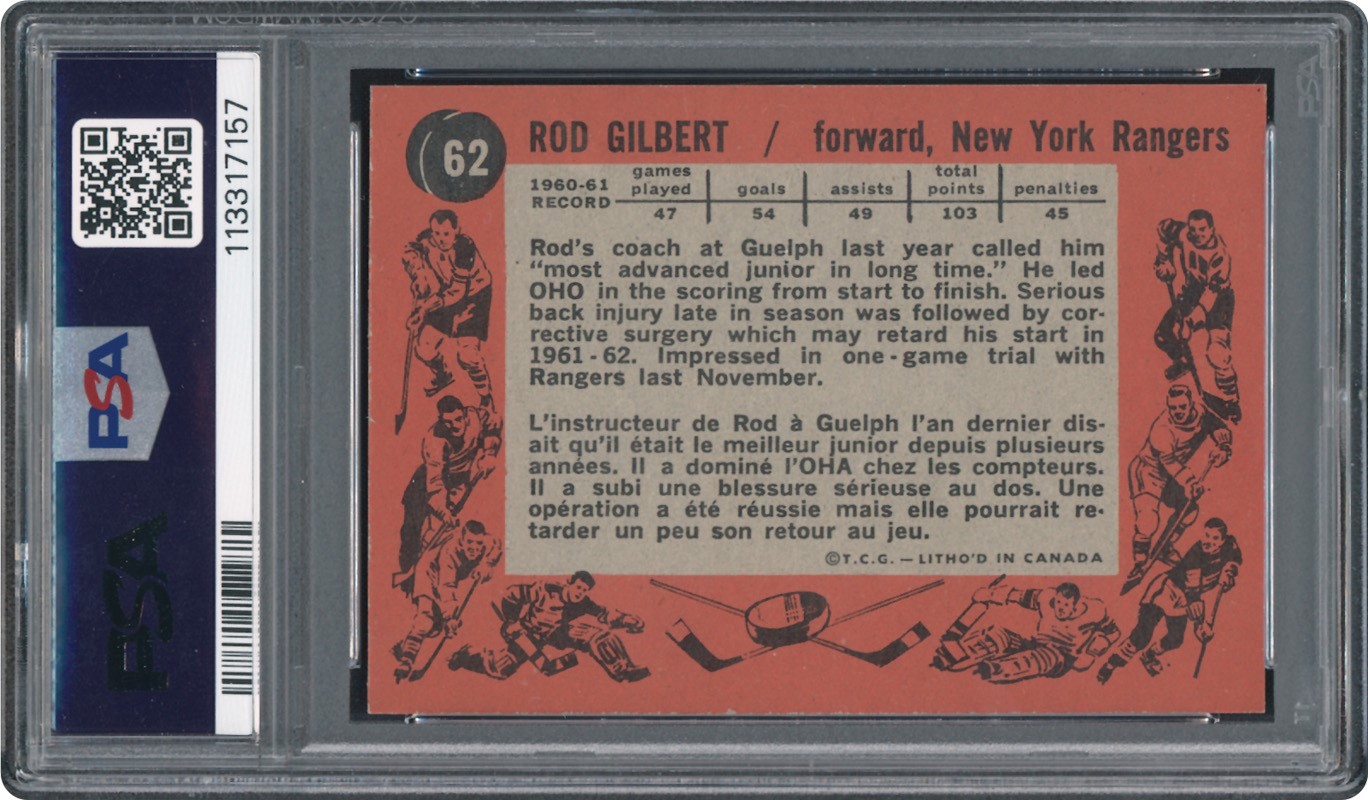 62
ROD GILBERT / forward, New York Rangers
1960-61 RECORD games played goals assists total points penalties
47 54 49 103 45
Rod's coach at Guelph last year called him
"most advanced junior in long time." He led
OHO in the scoring from start to finish. Serious
back injury late in season was followed by cor-
rective surgery which may retard his start in
1961-62. Impressed in one-game trial with
Rangers last November.
L'instructeur de Rod à Guelph l'an dernier dis-
ait qu'il était le meilleur junior depuis plusieurs
années. Il a dominé l'OHA chez les compteurs.
Il a subi une blessure sérieuse au dos. Une
opération a été réussie mais elle pourrait re-
tarder un peu son retour au jeu.
©T.C.G. — LITHO'D IN CANADA
113317157
PSA
PSA
PSA